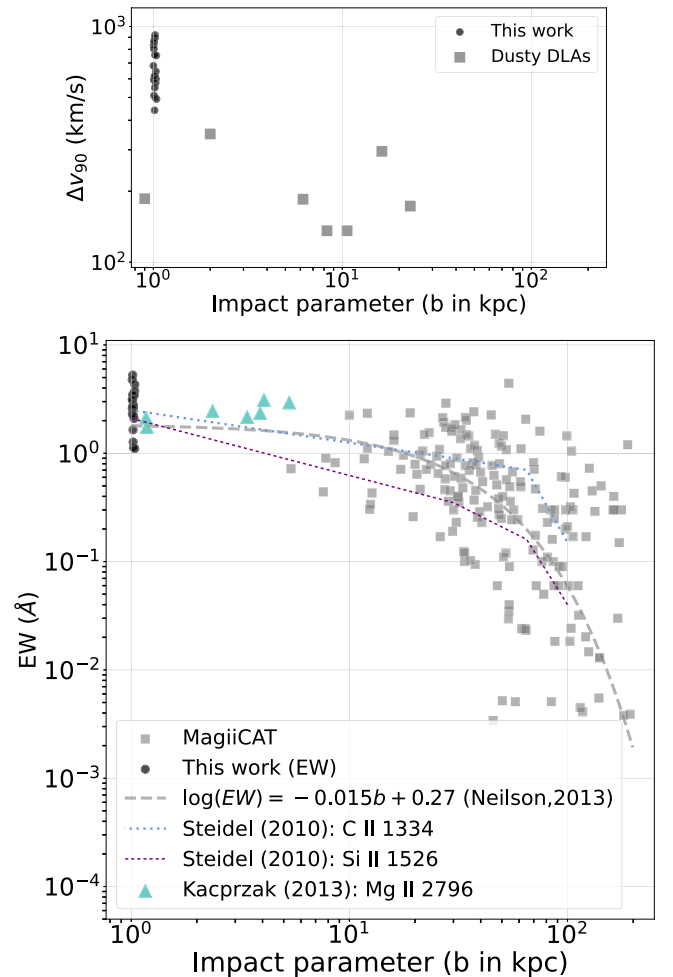 10³
This work
Dusty DLAs
Δv₉₀ (km/s)
10²
10⁰ 10¹ 10²
Impact parameter (b in kpc)
10¹
10⁰
10⁻¹
EW (Å)
10⁻²
10⁻³
10⁻⁴
MagiiCAT
This work (EW)
log(EW) = −0.015b + 0.27 (Neilson,2013)
Steidel (2010): C II 1334
Steidel (2010): Si II 1526
Kacprzak (2013): Mg II 2796
10⁰ 10¹ 10²
Impact parameter (b in kpc)